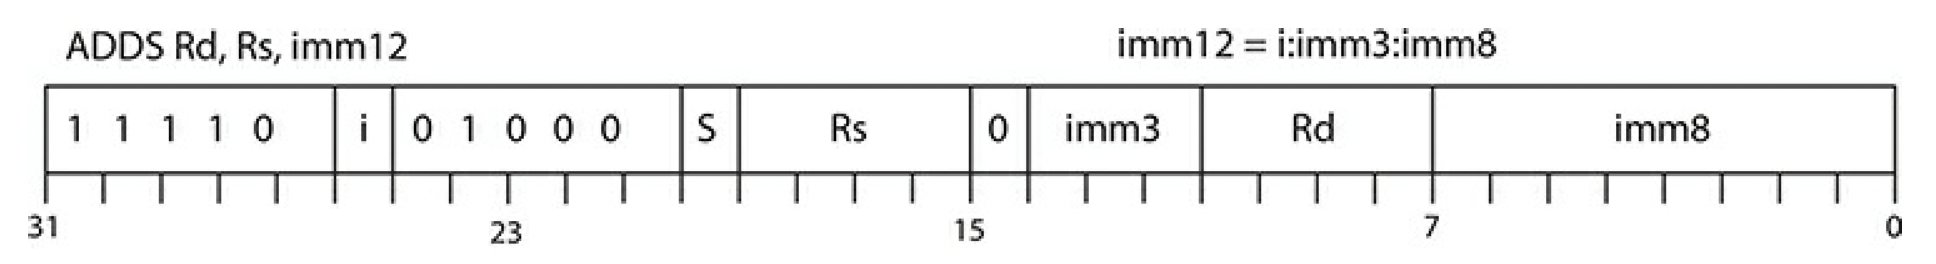 ADDS Rd, Rs, imm12 imm12 = i:imm3:imm8
1 1 1 1 0 i 0 1 0 0 0 S Rs 0 imm3 Rd imm8
31 23 15 7 0